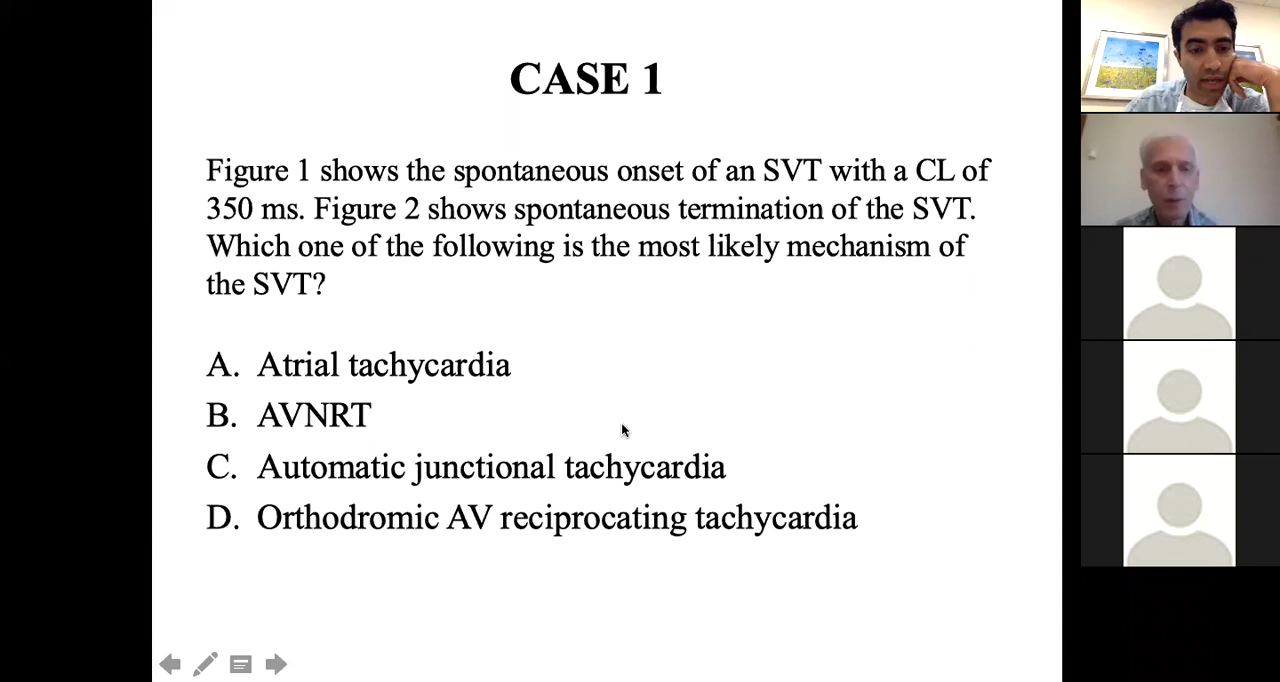 CASE 1
Figure 1 shows the spontaneous onset of an SVT with a CL of
350 ms. Figure 2 shows spontaneous termination of the SVT.
Which one of the following is the most likely mechanism of
the SVT?
A. Atrial tachycardia
B. AVNRT
C. Automatic junctional tachycardia
D. Orthodromic AV reciprocating tachycardia